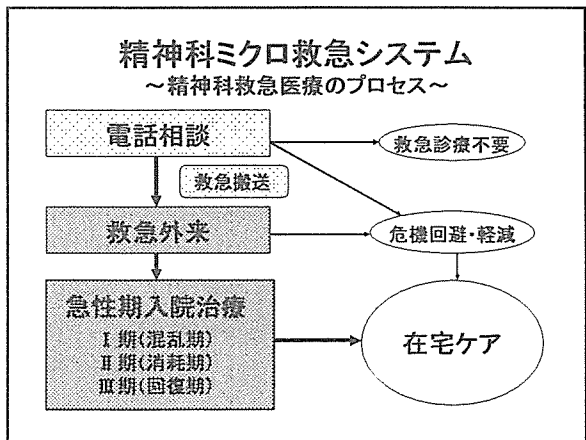 精神科ミクロ救急システム
～精神科救急医療のプロセス～
電話相談
救急診療不要
救急搬送
救急外来
危機回避・軽減
急性期入院治療
Ⅰ期(混乱期)
Ⅱ期(消耗期)
Ⅲ期(回復期)
在宅ケア